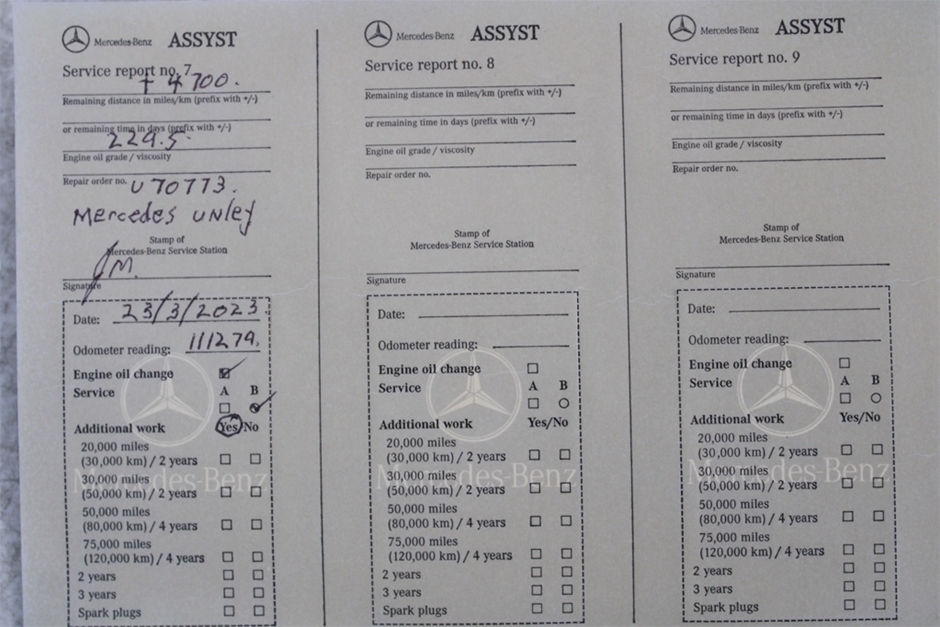 Mercedes-Benz ASSYST
Service report no. 7
+ 4700.
Remaining distance in miles/km (prefix with +/-)
or remaining time in days (prefix with +/-)
229.5
Engine oil grade / viscosity
Repair order no. U70773.
Mercedes UNley
Stamp of
Mercedes-Benz Service Station
M.
Signature
Date: 23/3/2023.
Odometer reading: 111279.
Engine oil change
Service A B
Additional work Yes/No
20,000 miles
(30,000 km) / 2 years
30,000 miles
(50,000 km) / 2 years
50,000 miles
(80,000 km) / 4 years
75,000 miles
(120,000 km) / 4 years
2 years
3 years
Spark plugs
Mercedes-Benz
Mercedes-Benz ASSYST
Service report no. 8
Remaining distance in miles/km (prefix with +/-)
or remaining time in days (prefix with +/-)
Engine oil grade / viscosity
Repair order no.
Stamp of
Mercedes-Benz Service Station
Signature
Date:
Odometer reading:
Engine oil change
Service A B
Additional work Yes/No
20,000 miles
(30,000 km) / 2 years
30,000 miles
(50,000 km) / 2 years
50,000 miles
(80,000 km) / 4 years
75,000 miles
(120,000 km) / 4 years
2 years
3 years
Spark plugs
Mercedes-Benz
Mercedes-Benz ASSYST
Service report no. 9
Remaining distance in miles/km (prefix with +/-)
or remaining time in days (prefix with +/-)
Engine oil grade / viscosity
Repair order no.
Stamp of
Mercedes-Benz Service Station
Signature
Date:
Odometer reading:
Engine oil change
Service A B
Additional work Yes/No
20,000 miles
(30,000 km) / 2 years
30,000 miles
(50,000 km) / 2 years
50,000 miles
(80,000 km) / 4 years
75,000 miles
(120,000 km) / 4 years
2 years
3 years
Spark plugs
Mercedes-Benz